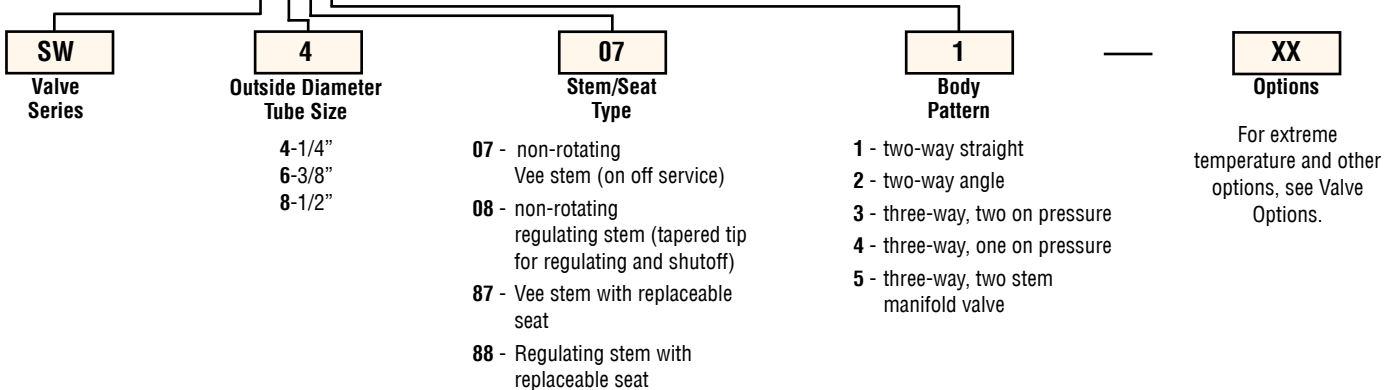 SW
Valve
Series
4
Outside Diameter
Tube Size
4-1/4”
6-3/8”
8-1/2”
07
Stem/Seat
Type
07 - non-rotating
Vee stem (on off service)
08 - non-rotating
regulating stem (tapered tip
for regulating and shutoff)
87 - Vee stem with replaceable
seat
88 - Regulating stem with
replaceable seat
1
Body
Pattern
1 - two-way straight
2 - two-way angle
3 - three-way, two on pressure
4 - three-way, one on pressure
5 - three-way, two stem
manifold valve
—
XX
Options
For extreme
temperature and other
options, see Valve
Options.